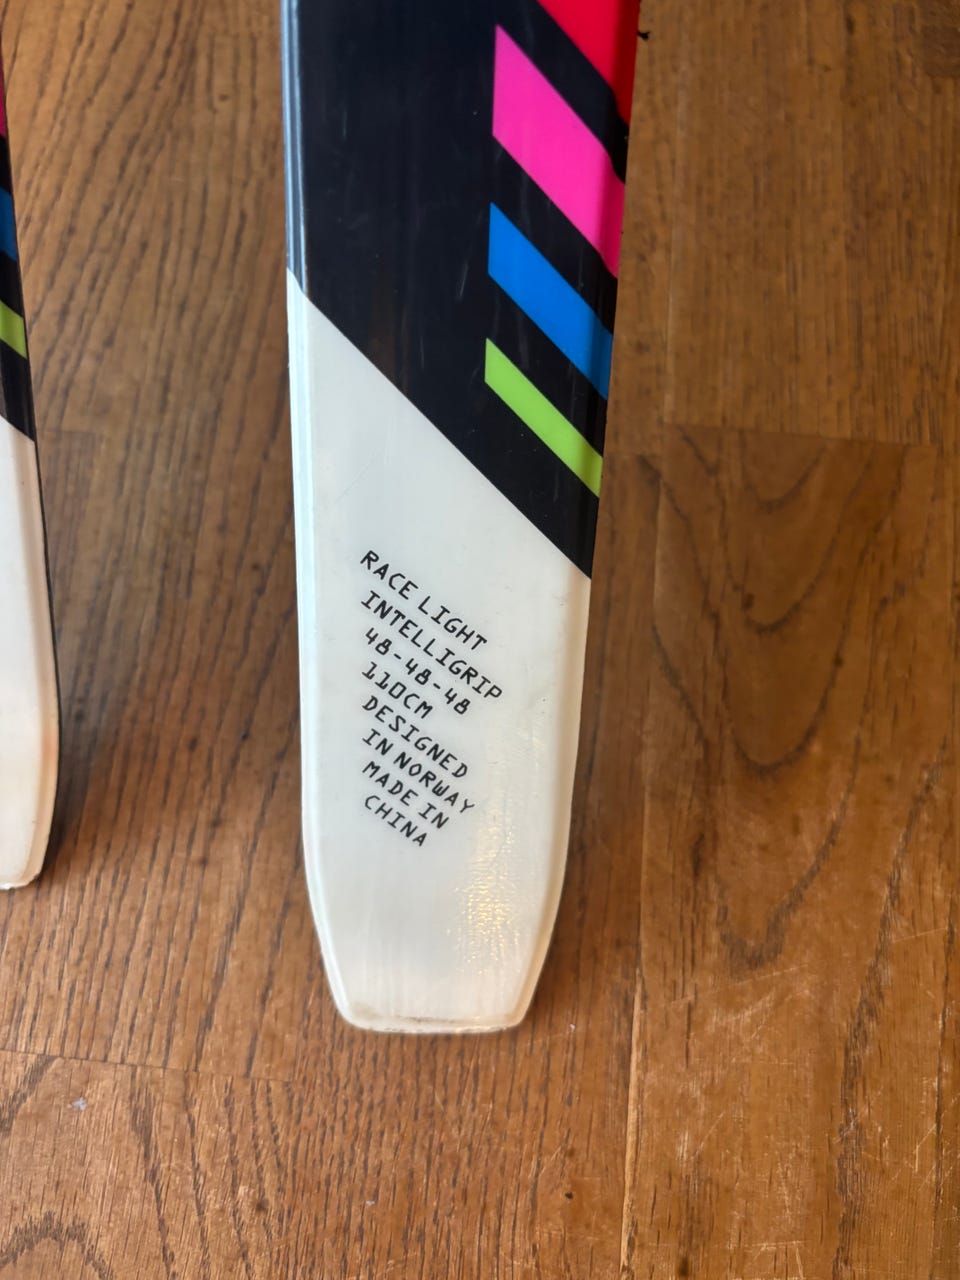 RACE LIGHT
INTELLIGRIP
48-48-48
110CM
DESIGNED
IN NORWAY
MADE IN
CHINA